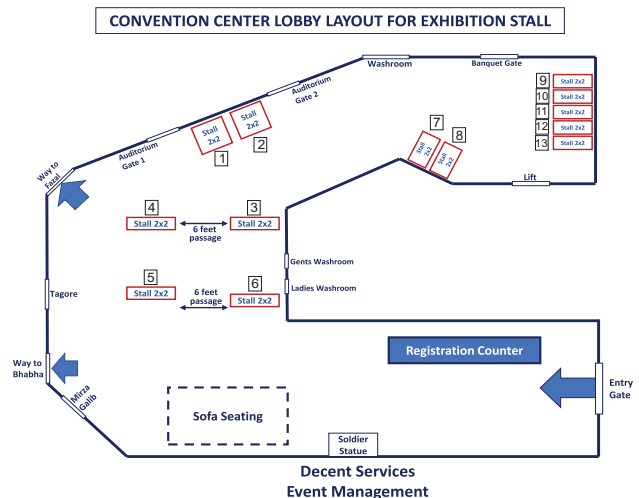 CONVENTION CENTER LOBBY LAYOUT FOR EXHIBITION STALL
Washroom
Banquet Gate
Auditorium
Gate 2
Auditorium
Gate 1
Stall
2x2
1
Stall
2x2
2
7
Stall
2x2
8
Stall
2x2
9
Stall 2x2
10
Stall 2x2
11
Stall 2x2
12
Stall 2x2
13
Stall 2x2
Lift
Way to
Fazal
4
Stall 2x2
6 feet
passage
3
Stall 2x2
Gents Washroom
Ladies Washroom
Tagore
5
Stall 2x2
6 feet
passage
6
Stall 2x2
Way to
Bhabha
Mirza
Galib
Registration Counter
Entry
Gate
Sofa Seating
Soldier
Statue
Decent Services
Event Management